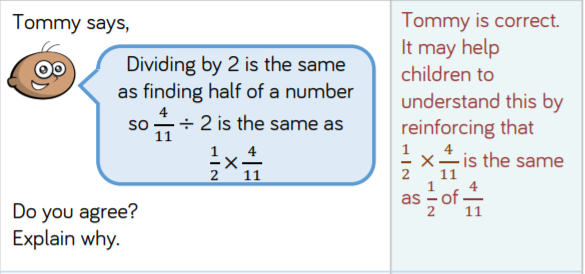 Tommy says,
Dividing by 2 is the same
as finding half of a number
so 4/11 ÷ 2 is the same as
1/2 × 4/11
Do you agree?
Explain why.
Tommy is correct.
It may help
children to
understand this by
reinforcing that
1/2 × 4/11 is the same
as 1/2 of 4/11